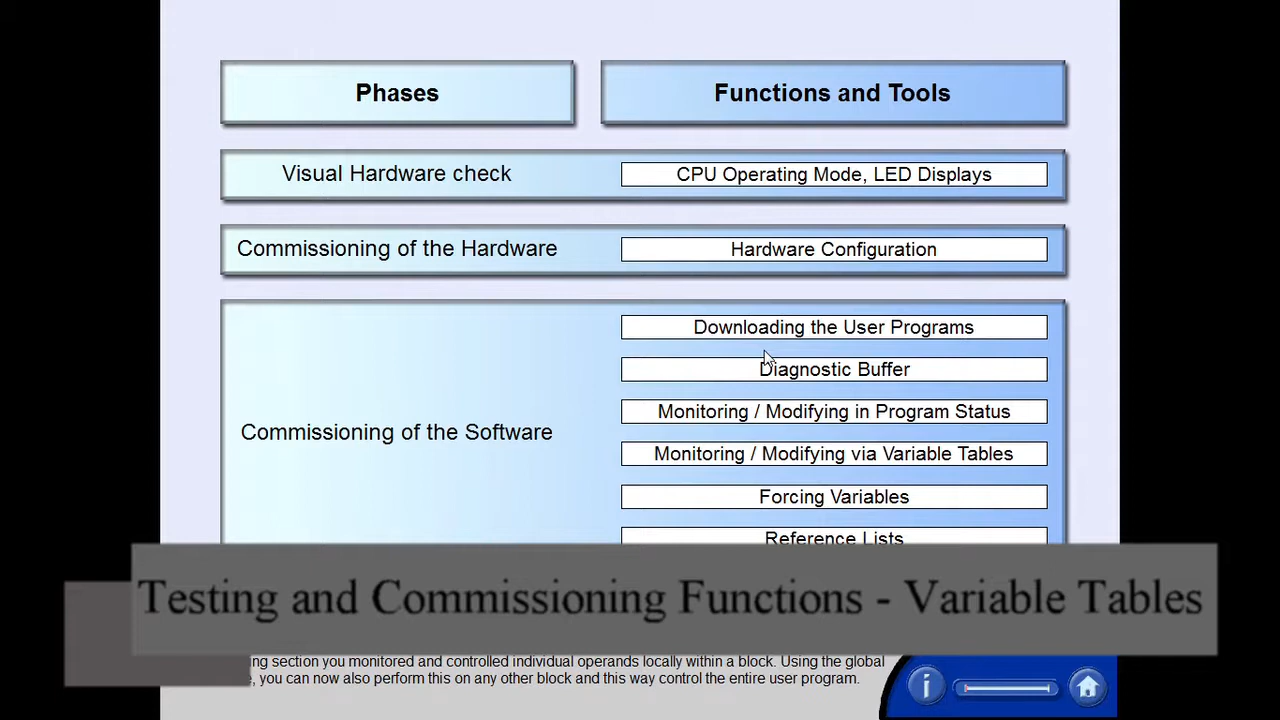 Phases
Functions and Tools
Visual Hardware check
CPU Operating Mode, LED Displays
Commissioning of the Hardware
Hardware Configuration
Commissioning of the Software
Downloading the User Programs
Diagnostic Buffer
Monitoring / Modifying in Program Status
Monitoring / Modifying via Variable Tables
Forcing Variables
Reference Lists
Testing and Commissioning Functions - Variable Tables
section you monitored and controlled individual operands locally within a block. Using the global
you can now also perform this on any other block and this way control the entire user program.